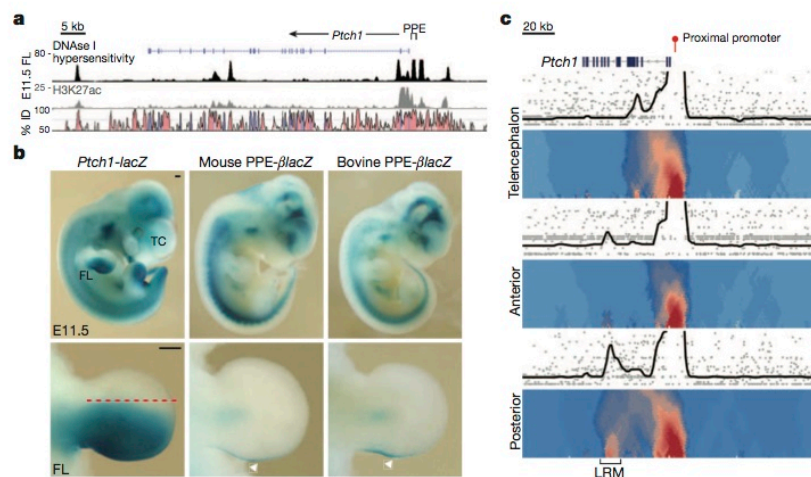 a
5 kb
Ptch1
PPE
DNAse I
hypersensitivity
80
E11.5 FL
H3K27ac
25
% ID
100
50
b
Ptch1-lacZ
Mouse PPE-βlacZ
Bovine PPE-βlacZ
TC
FL
E11.5
FL
c
20 kb
Proximal promoter
Ptch1
Telencephalon
Anterior
Posterior
LRM